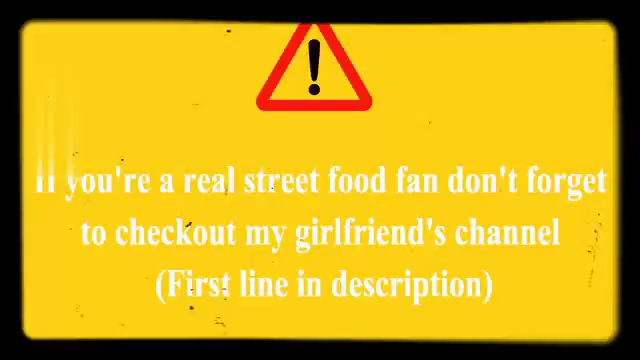 If you're a real street food fan don't forget
to checkout my girlfriend's channel
(First line in description)